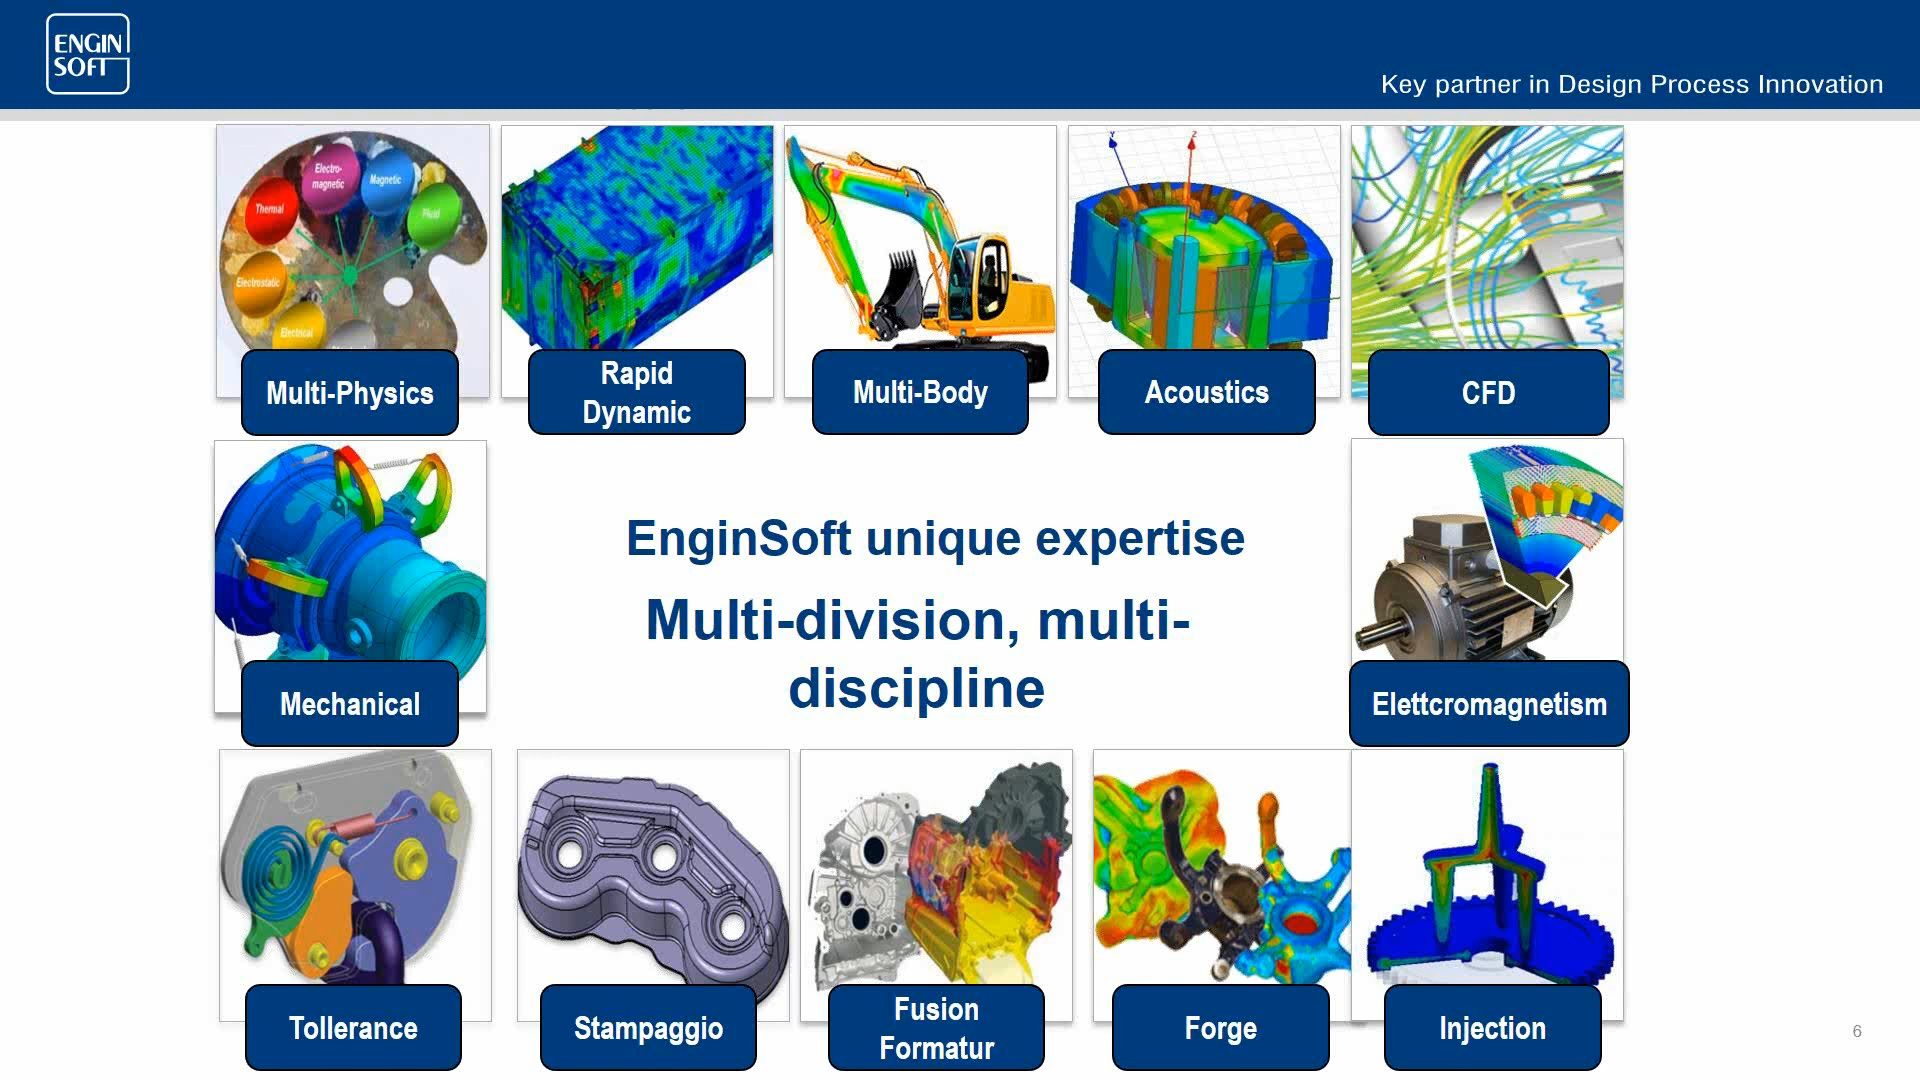 ENGIN
SOFT
Key partner in Design Process Innovation
Electro-
magnetic
Magnetic
Thermal
Fluid
Electrostatic
Electrical
Y
Z
Multi-Physics
Rapid
Dynamic
Multi-Body
Acoustics
CFD
EnginSoft unique expertise
Multi-division, multi-
discipline
Mechanical
Elettcromagnetism
Tollerance
Stampaggio
Fusion
Formatur
Forge
Injection
6